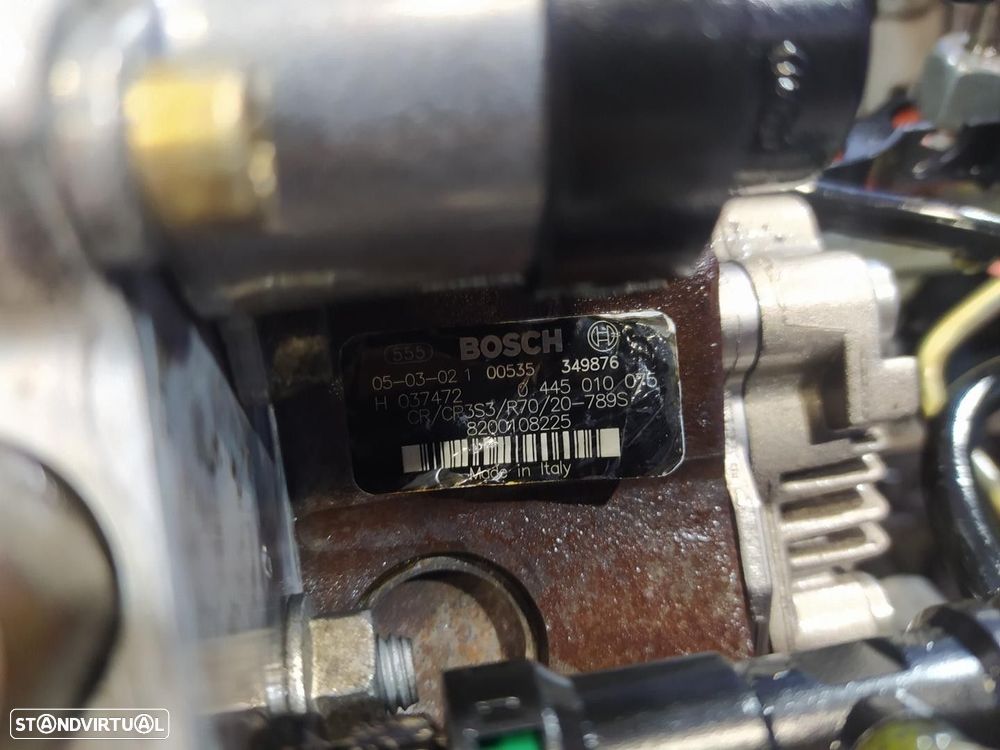 555 BOSCH
05-03-02 1 00535 349876
H 037472 0 445 010 075
CR/CP3S3/R70/20-789S
8200108225
Made in Italy
STANDVIRTUAL